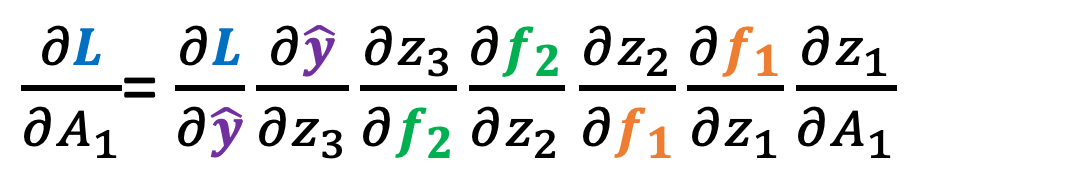 ∂L/∂A₁ = ∂L/∂ŷ ∂ŷ/∂z₃ ∂z₃/∂f₂ ∂f₂/∂z₂ ∂z₂/∂f₁ ∂f₁/∂z₁ ∂z₁/∂A₁